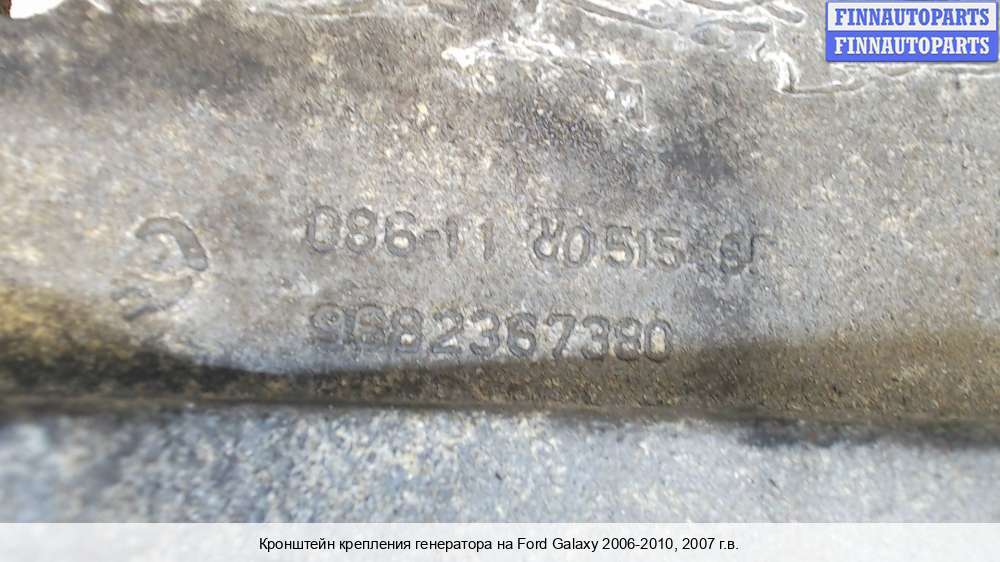 FINNAUTOPARTS
FINNAUTOPARTS
086-11
9682367380
Кронштейн крепления генератора на Ford Galaxy 2006-2010, 2007 г.в.